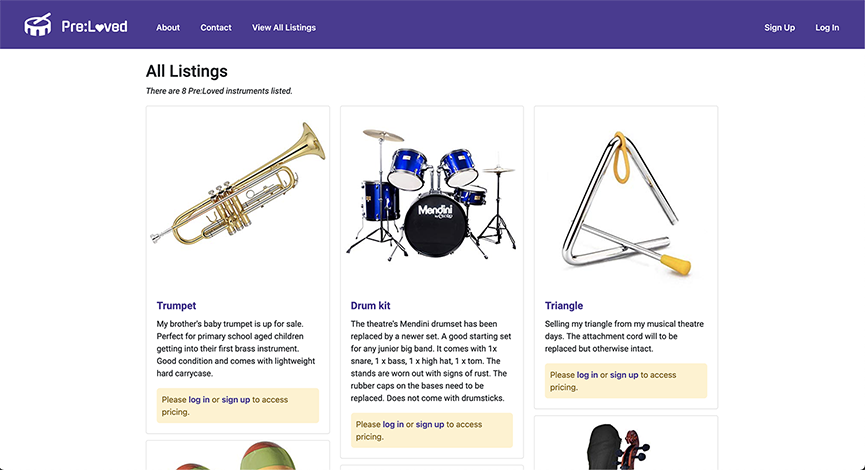 Pre:Loved About Contact View All Listings Sign Up Log In
All Listings
There are 8 Pre:Loved instruments listed.
Mendini
Trumpet
My brother's baby trumpet is up for sale.
Perfect for primary school aged children
getting into their first brass instrument.
Good condition and comes with lightweight
hard carrycase.
Please log in or sign up to access
pricing.
Drum kit
The theatre's Mendini drumset has been
replaced by a newer set. A good starting set
for any junior big band. It comes with 1x
snare, 1 x bass, 1 x high hat, 1 x tom. The
stands are worn out with signs of rust. The
rubber caps on the bases need to be
replaced. Does not come with drumsticks.
Please log in or sign up to access
pricing.
Triangle
Selling my triangle from my musical theatre
days. The attachment cord will to be
replaced but otherwise intact.
Please log in or sign up to access
pricing.